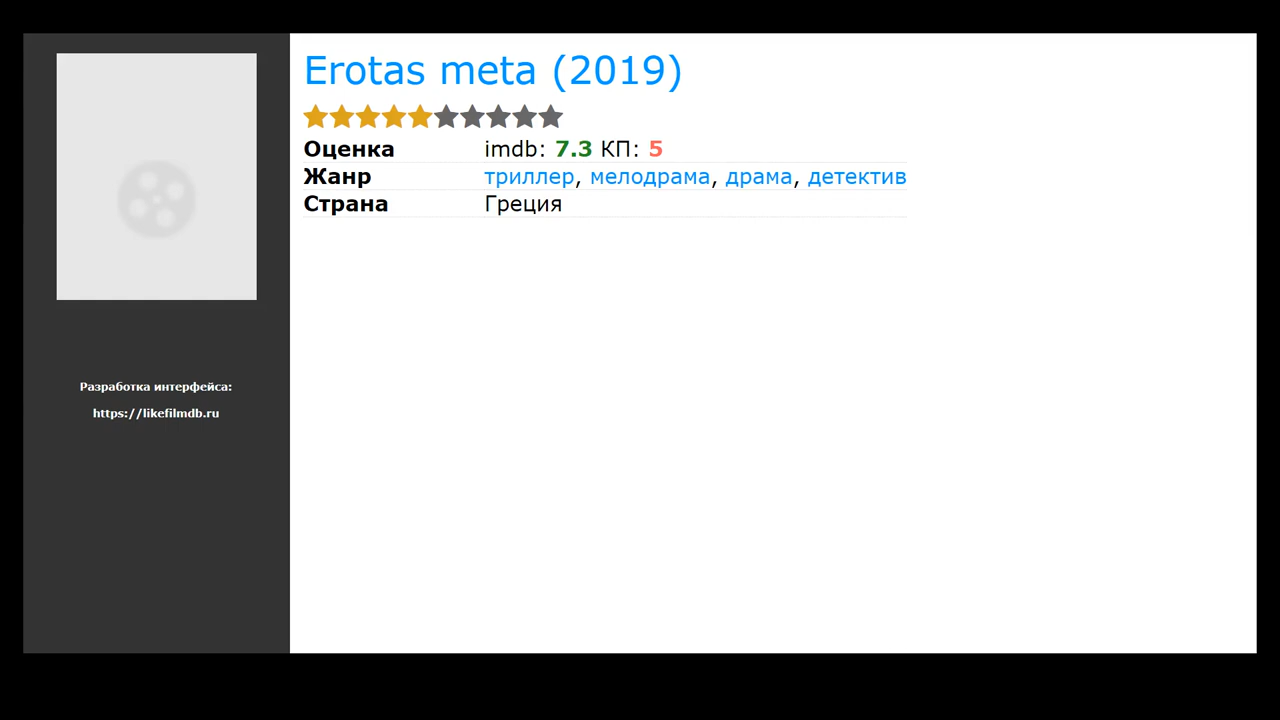 Erotas meta (2019)
Оценка imdb: 7.3 КП: 5
Жанр триллер, мелодрама, драма, детектив
Страна Греция
Разработка интерфейса:
https://likefilmdb.ru